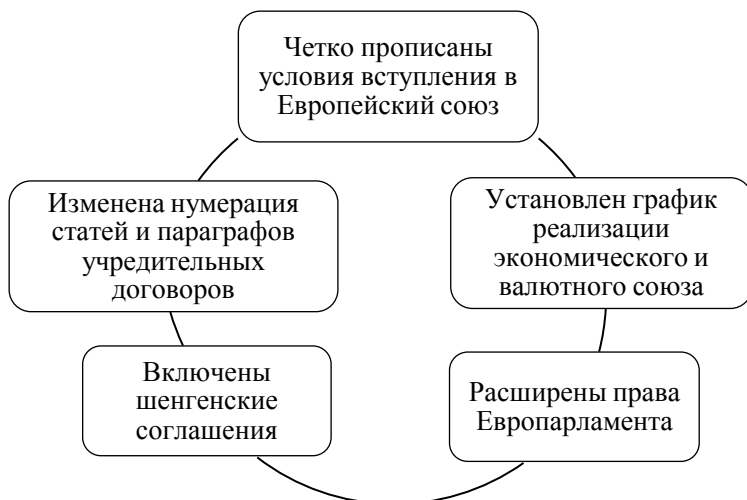 Четко прописаны
условия вступления в
Европейский союз
Установлен график
реализации
экономического и
валютного союза
Расширены права
Европарламента
Включены
шенгенские
соглашения
Изменена нумерация
статей и параграфов
учредительных
договоров